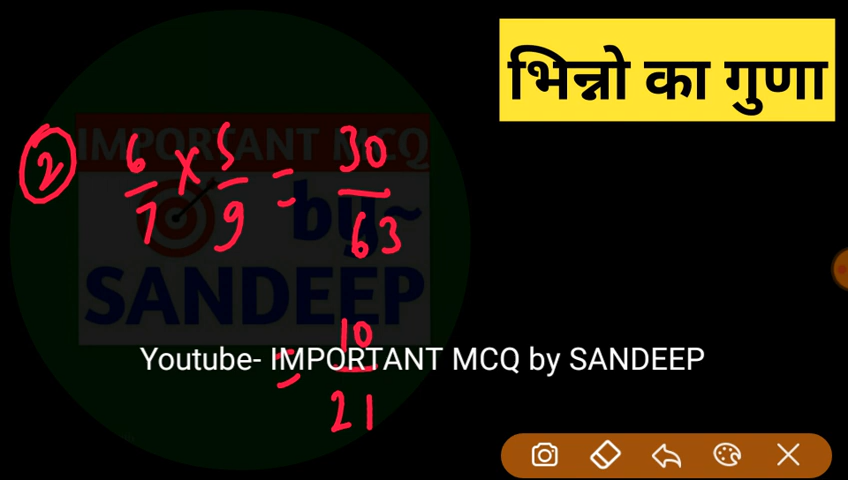 भिन्नो का गुणा
IMPORTANT MCQ
② 6/7 × 5/9 = 30/63
by~
SANDEEP
= 10/21
Youtube- IMPORTANT MCQ by SANDEEP